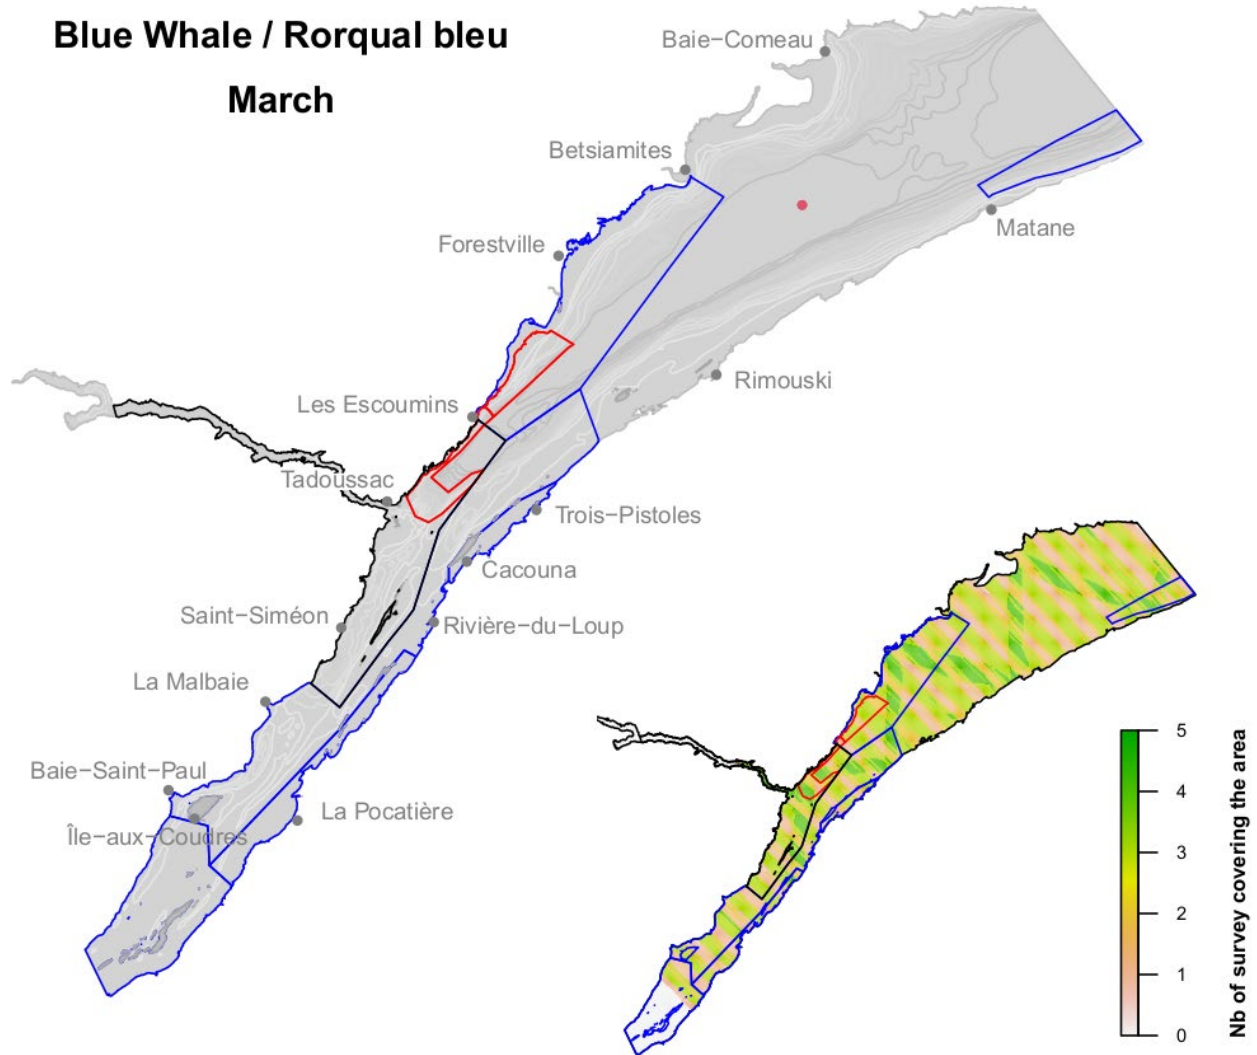 Blue Whale / Rorqual bleu
March
Baie−Comeau
Betsiamites
Matane
Forestville
Rimouski
Les Escoumins
Tadoussac
Trois−Pistoles
Cacouna
Saint−Siméon
Rivière−du−Loup
La Malbaie
Baie−Saint−Paul
La Pocatière
Île−aux−Coudres
5
4
3
2
1
0
Nb of survey covering the area